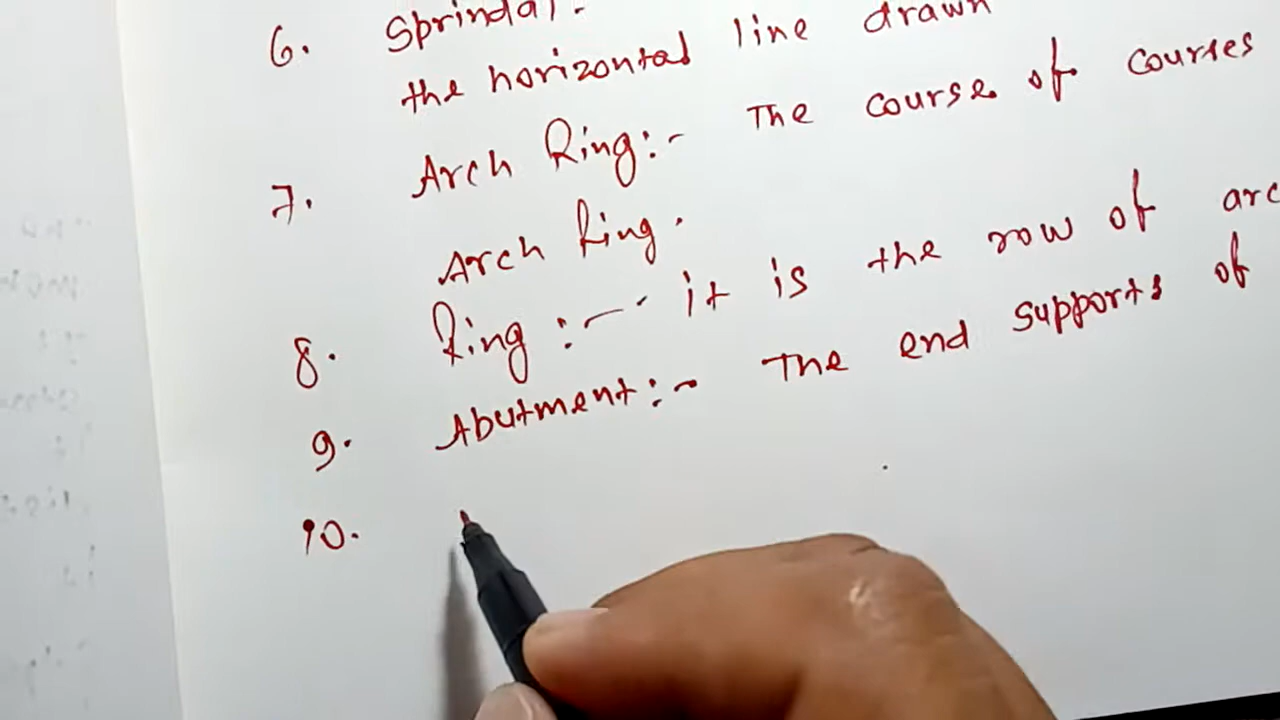 6. Sprindal.
the horizontal line drawn
7. Arch Ring:- The course of courses
Arch Ring.
8. Ring:- it is the row of arc
9. Abutment:- The end supports of
10.